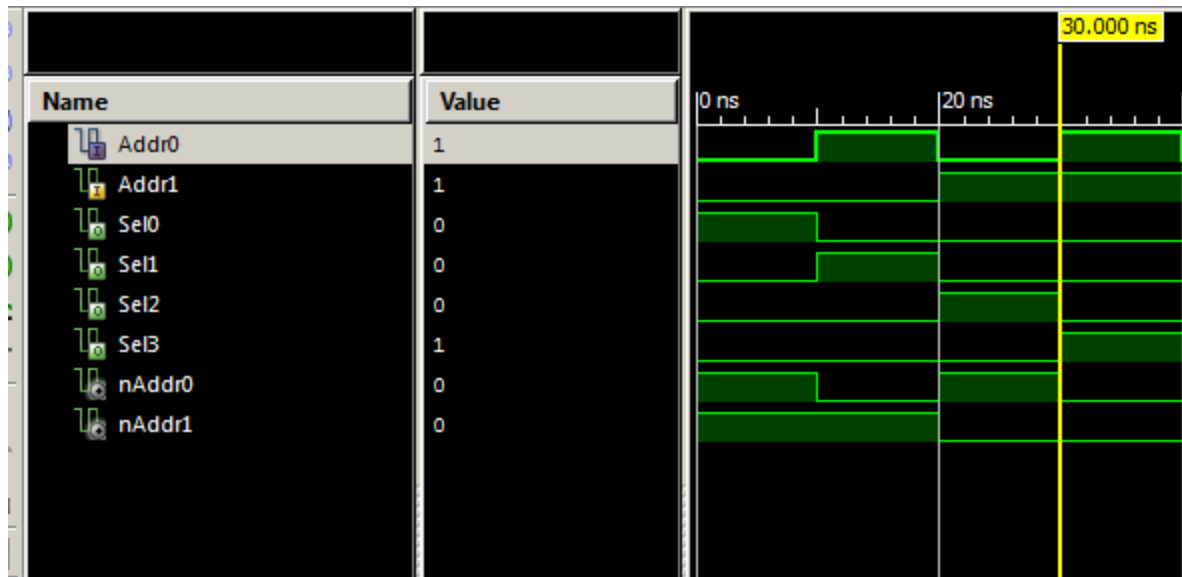 30.000 ns
Name Value 0 ns 20 ns
Addr0 1
Addr1 1
Sel0 0
Sel1 0
Sel2 0
Sel3 1
nAddr0 0
nAddr1 0